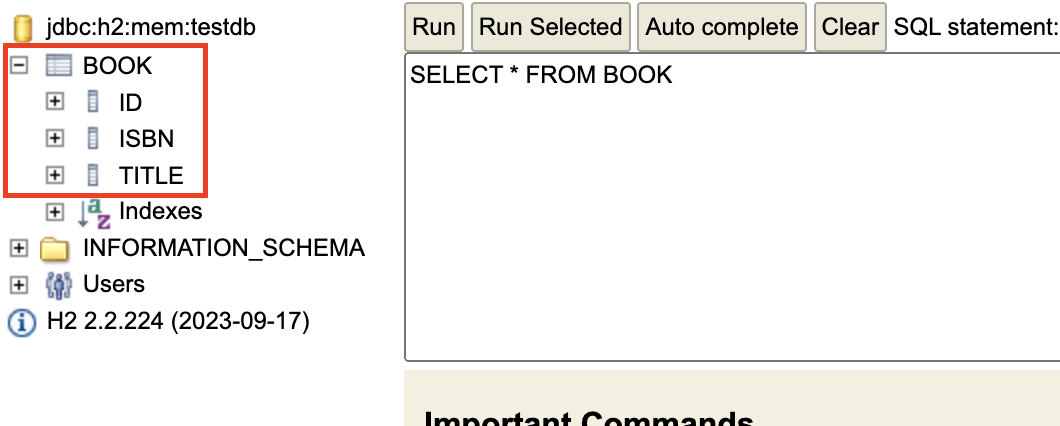 jdbc:h2:mem:testdb
BOOK
ID
ISBN
TITLE
Indexes
INFORMATION_SCHEMA
Users
H2 2.2.224 (2023-09-17)
Run Run Selected Auto complete Clear SQL statement:
SELECT * FROM BOOK
Important Commands